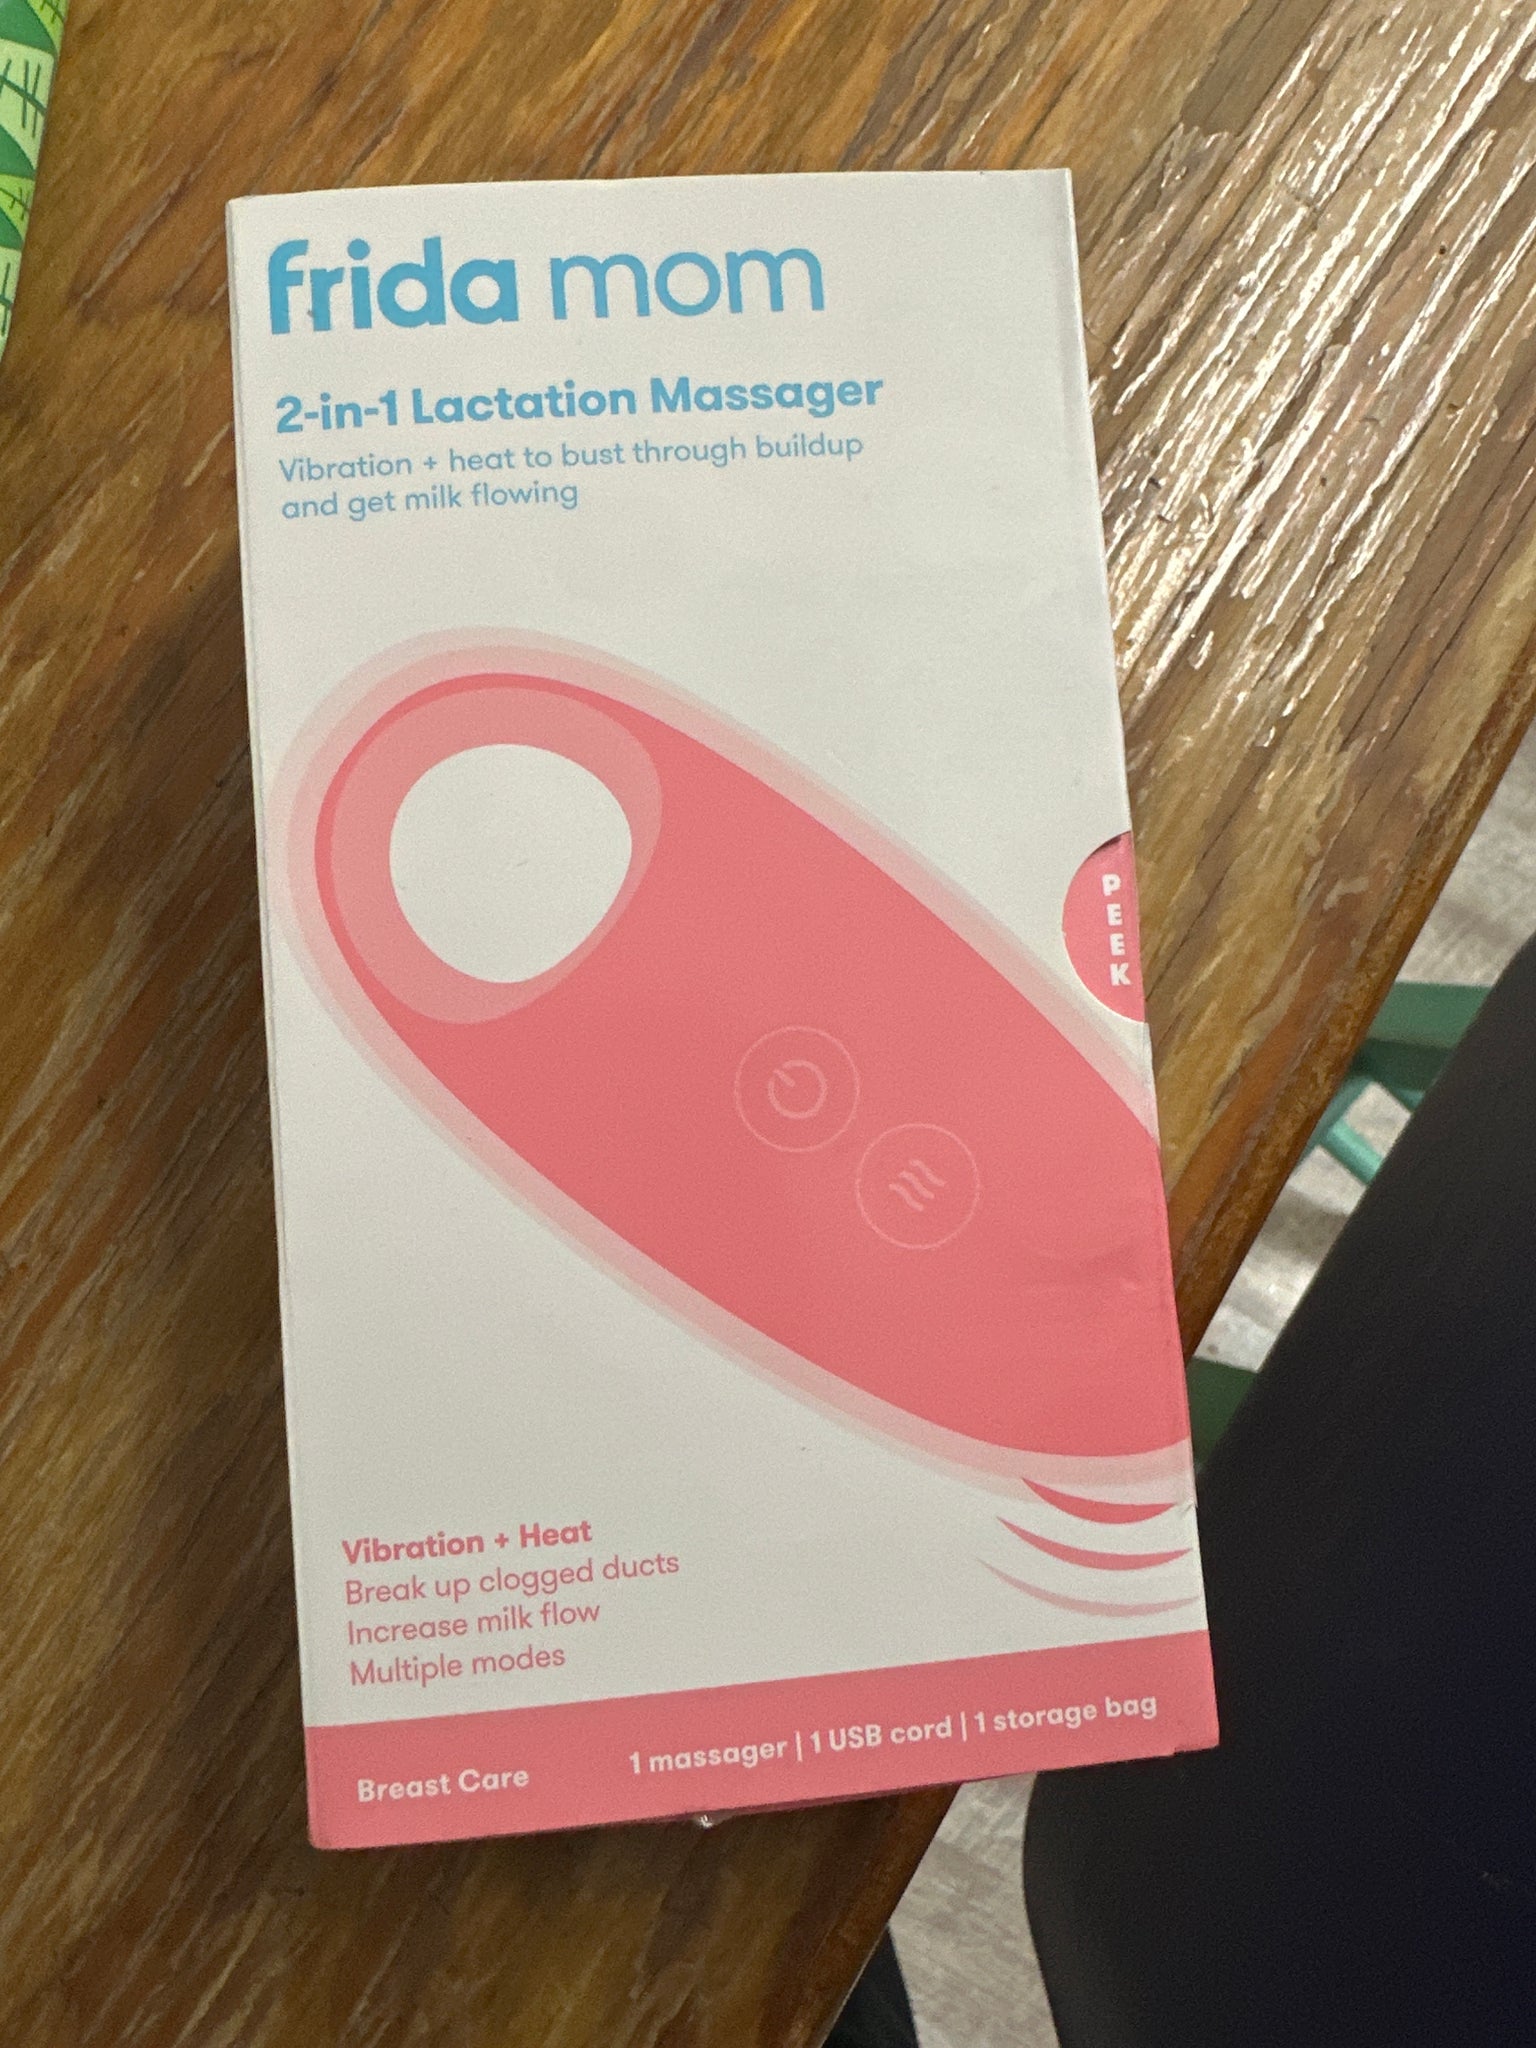 frida mom
2-in-1 Lactation Massager
Vibration + heat to bust through buildup
and get milk flowing
PEEK
Vibration + Heat
Break up clogged ducts
Increase milk flow
Multiple modes
Breast Care
1 massager | 1 USB cord | 1 storage bag